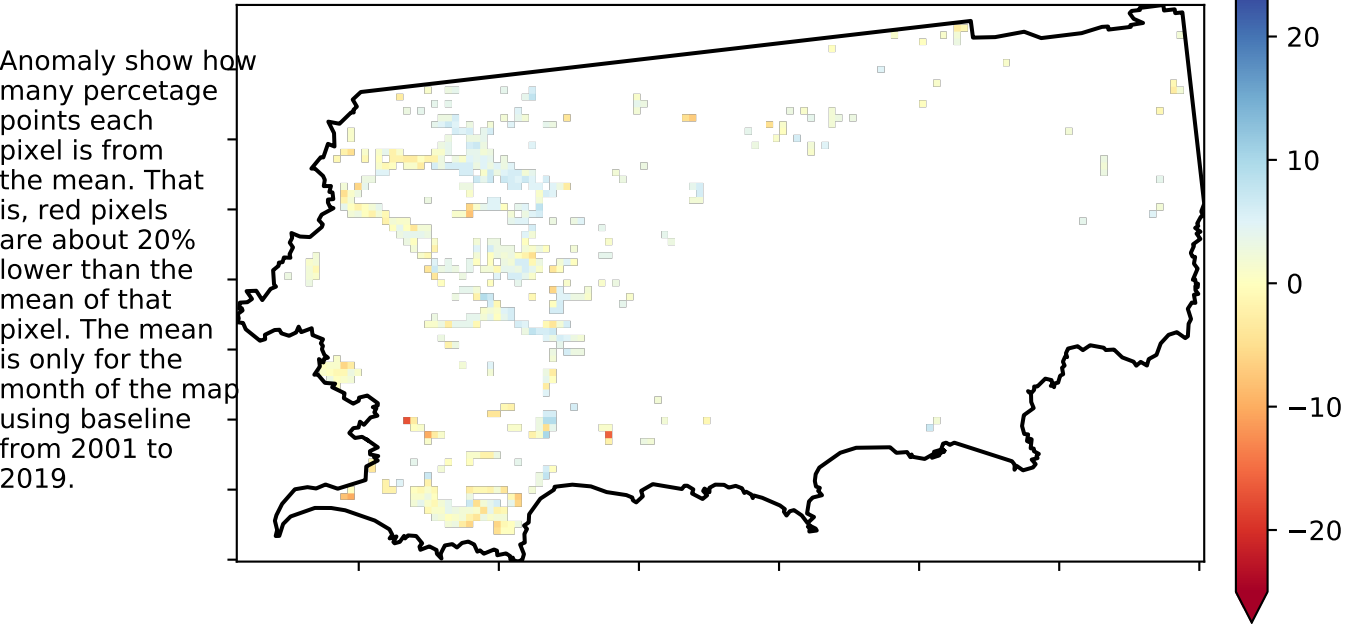 Anomaly show how
many percetage
points each
pixel is from
the mean. That
is, red pixels
are about 20%
lower than the
mean of that
pixel. The mean
is only for the
month of the map
using baseline
from 2001 to
2019.
20
10
0
−10
−20